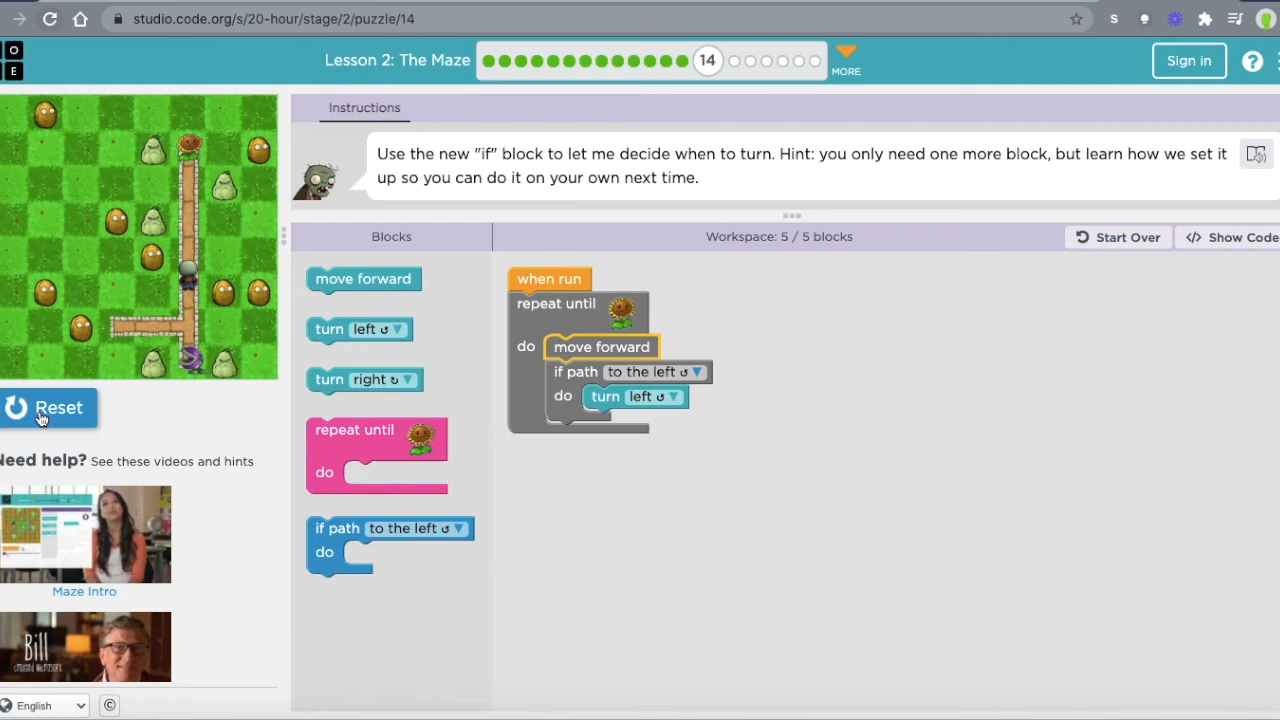 studio.code.org/s/20-hour/stage/2/puzzle/14
S
O
E
Lesson 2: The Maze
14
MORE
Sign in
?
Instructions
Use the new "if" block to let me decide when to turn. Hint: you only need one more block, but learn how we set it
up so you can do it on your own next time.
Blocks
Workspace: 5 / 5 blocks
Start Over
</> Show Code
move forward
turn left ↺ ▼
turn right ↻ ▼
repeat until
do
if path to the left ↺ ▼
do
when run
repeat until
do move forward
if path to the left ↺ ▼
do turn left ↺ ▼
Reset
Need help? See these videos and hints
Maze Intro
Bill
CREATED MICROSOFT
English
©